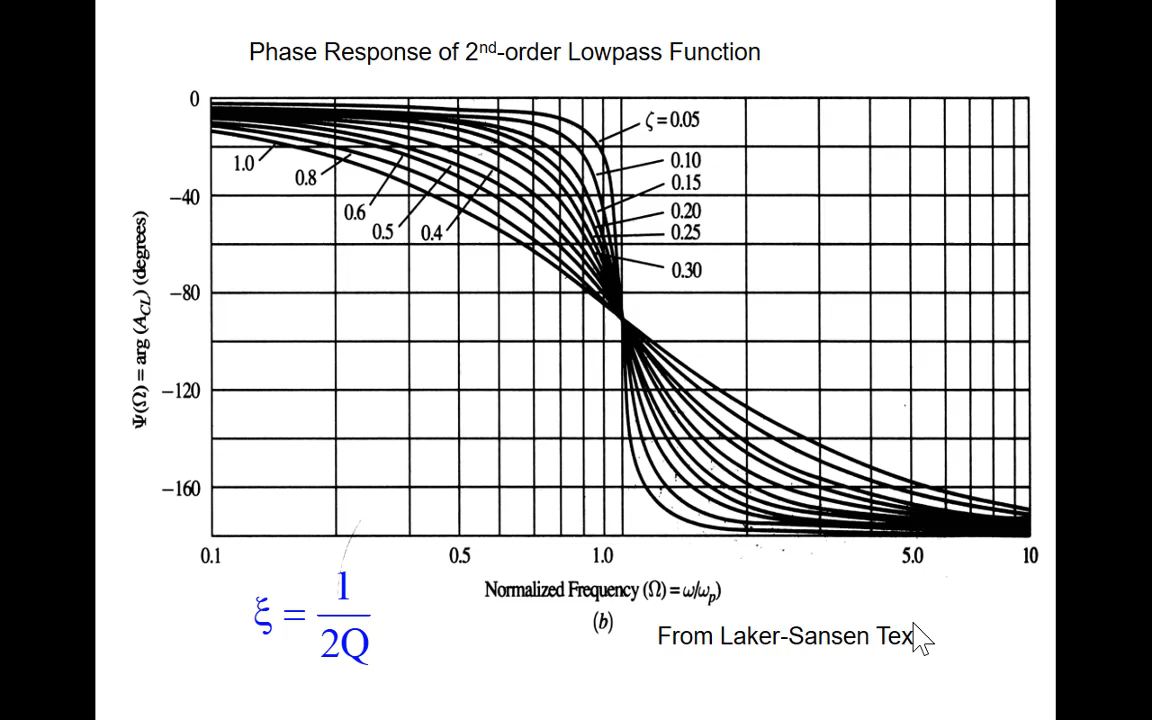 Phase Response of 2nd-order Lowpass Function
0
−40
−80
−120
−160
Ψ(Ω) = arg (A_CL) (degrees)
ζ = 0.05
0.10
0.15
0.20
0.25
0.30
1.0
0.8
0.6
0.5
0.4
0.1
0.5
1.0
5.0
10
Normalized Frequency (Ω = ω/ω_p)
(b)
ξ = 1/2Q
From Laker-Sansen Tex